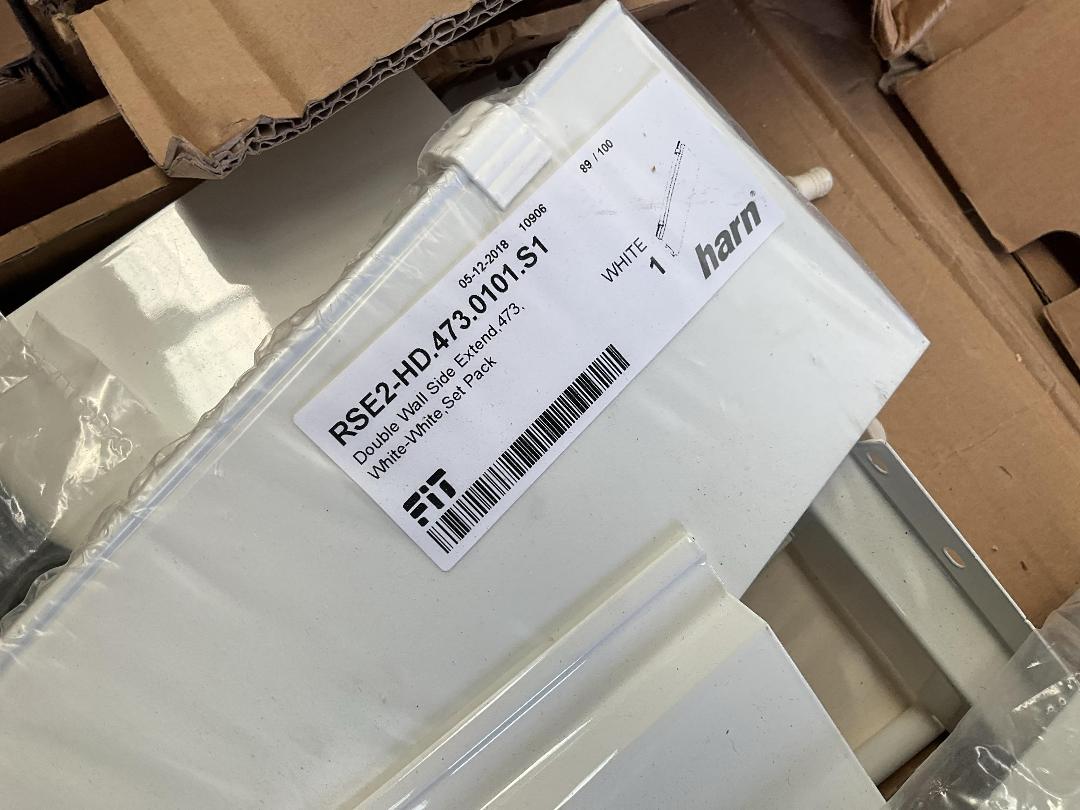 05-12-2018 10906 89 /100
RSE2-HD.473.0101.S1
Double Wall Side Extend,473.
White-White,Set Pack
WHITE
1
harn®
FIT